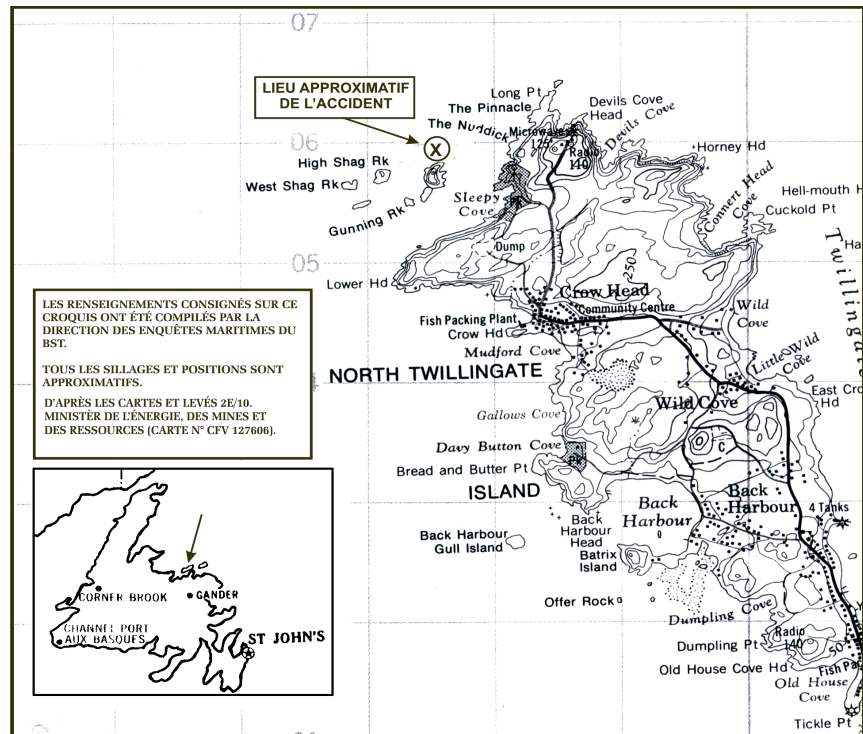 07
LIEU APPROXIMATIF
DE L'ACCIDENT
Long Pt
The Pinnacle
The Nuddick
Devils Cove
Head
Devils Cove
Microwave
125
Radio
140
06
Horney Hd
High Shag Rk
West Shag Rk
Gunning Rk
Sleepy
Cove
Pk
Connert Head
Cove
Hell-mouth H
Cuckold Pt
Twillingate
Ha
Dump
250
05
Lower Hd
LES RENSEIGNEMENTS CONSIGNÉS SUR CE
CROQUIS ONT ÉTÉ COMPILÉS PAR LA
DIRECTION DES ENQUÊTES MARITIMES DU
BST.
TOUS LES SILLAGES ET POSITIONS SONT
APPROXIMATIFS.
D'APRÈS LES CARTES ET LEVÉS 2E/10.
MINISTÈR DE L'ÉNERGIE, DES MINES ET
DES RESSOURCES (CARTE N° CFV 127606).
Crow Head
Community Centre
Fish Packing Plant
Crow Hd
Mudford Cove
Wild
Cove
Little Wild
Cove
NORTH TWILLINGATE
East Cro
Hd
Wild Cove
Gallows Cove
Davy Button Cove
Pk
C
Bread and Butter Pt
ISLAND
Back
Harbour
Back
Harbour
4 Tanks
Back
Harbour
Head
Back Harbour
Gull Island
Batrix
Island
Offer Rock
Dumpling Cove
Radio
140
Dumpling Pt
50
Old House Cove Hd
Fish Pac
Old House
Cove
Tickle Pt
CORNER BROOK
GANDER
CHANNEL PORT
AUX BASQUES
ST JOHN'S
X